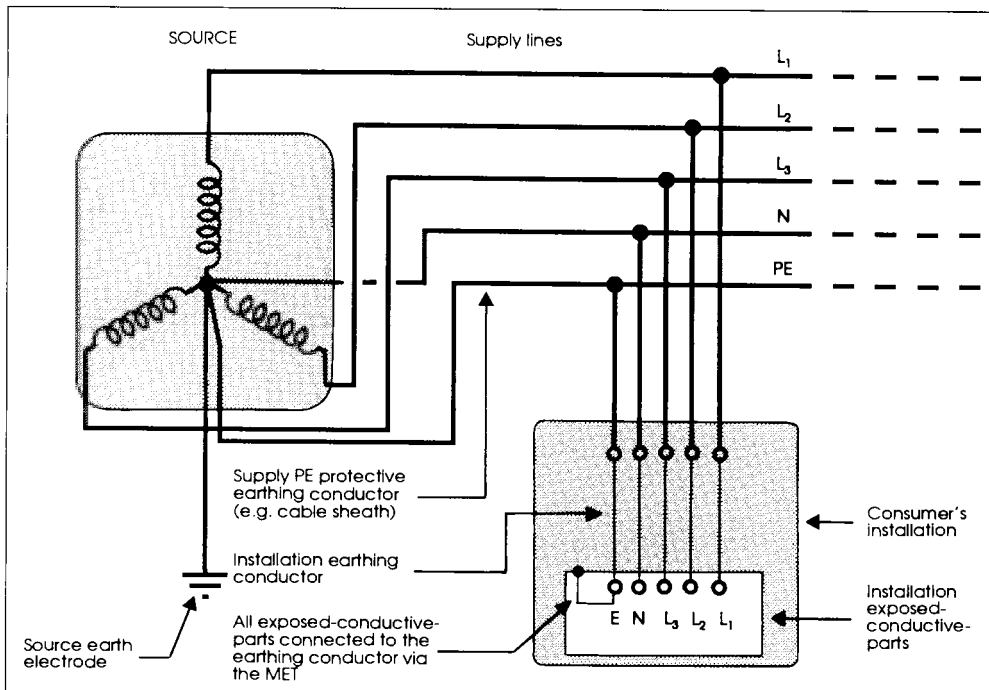 SOURCE
Supply lines
L₁
L₂
L₃
N
PE
Supply PE protective
earthing conductor
(e.g. cable sheath)
Consumer's
installation
Installation earthing
conductor
E N L₃ L₂ L₁
Installation
exposed-
conductive-
parts
Source earth
electrode
All exposed-conductive-
parts connected to the
earthing conductor via
the MET